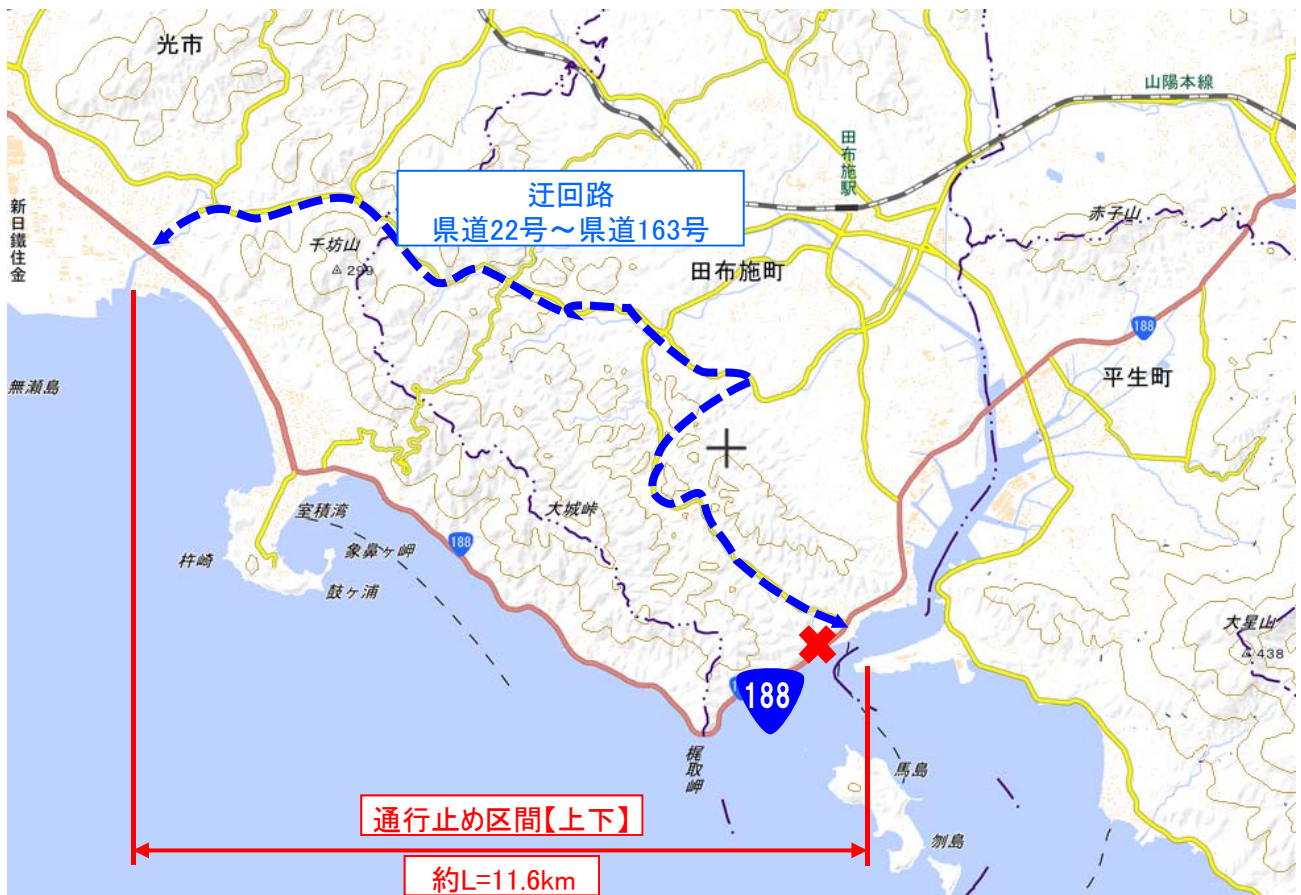 光市
山陽本線
田布施駅
迂回路
県道22号～県道163号
新日鐵住金
赤子山
千坊山
299
田布施町
188
平生町
無瀬島
室積湾
大城峠
188
象鼻ヶ岬
杵崎
鼓ヶ浦
大星山
438
188
梶取岬
馬島
刎島
通行止め区間【上下】
約L=11.6km